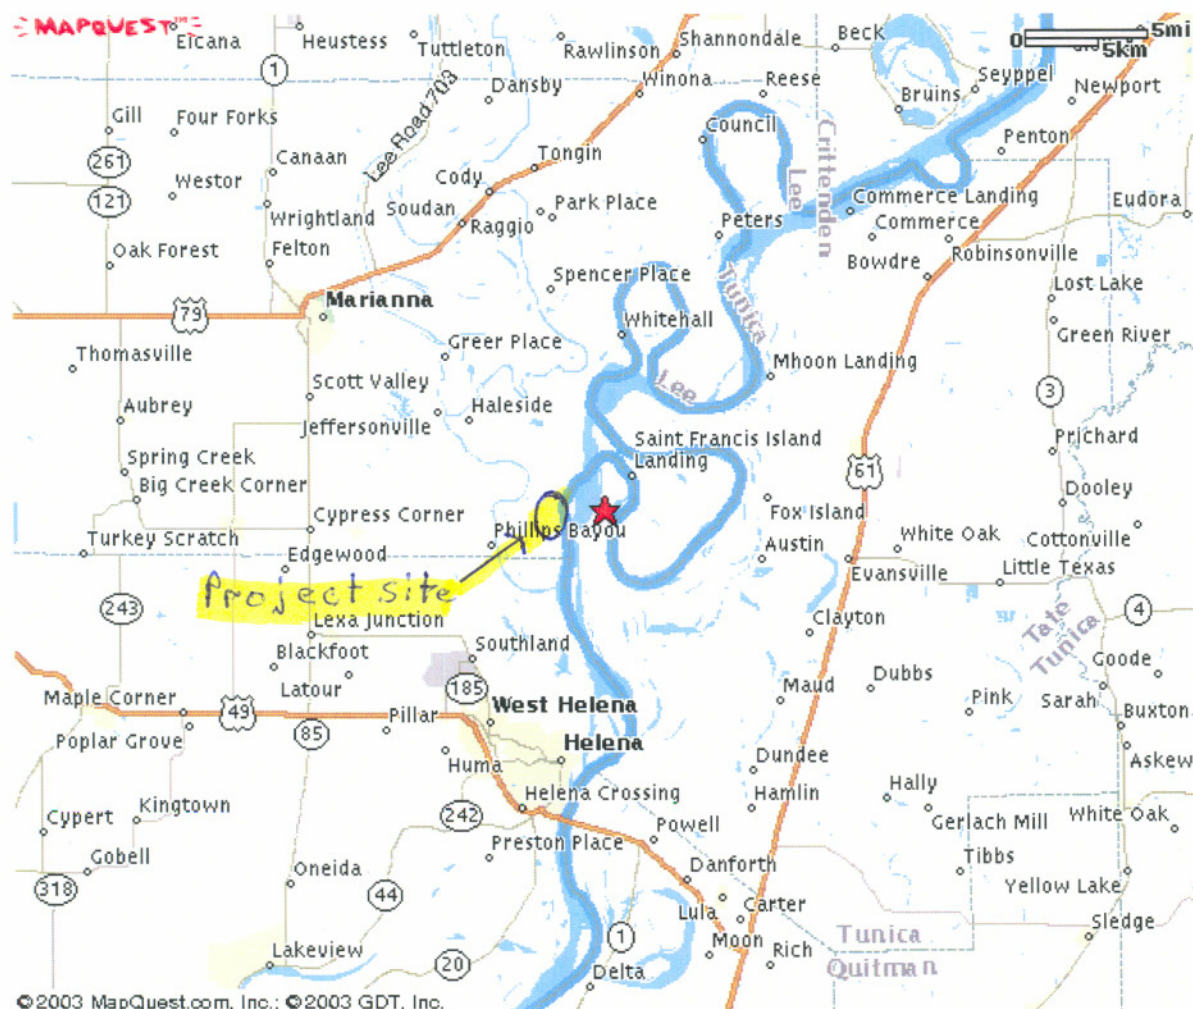 MAPQUEST™
Elcana
Heustess
Tuttleton
Rawlinson
Shannondale
Beck
0 5mi
5km
1
Lee Road 703
Dansby
Winona
Reese
Seyppel
Bruins
Newport
Gill
Four Forks
Council
Crittenden
Lee
Penton
261
Canaan
Tongin
Cody
121
Westor
Wrightland
Soudan
Park Place
Raggio
Peters
Commerce Landing
Commerce
Eudora
Oak Forest
Felton
Bowdre
Robinsonville
Spencer Place
Tunica
Lee
Lost Lake
Marianna
79
Whitehall
Green River
Thomasville
Greer Place
Mhoon Landing
Scott Valley
3
Aubrey
Haleside
Jeffersonville
Saint Francis Island
Landing
Prichard
Spring Creek
Big Creek Corner
61
Dooley
Cypress Corner
Fox Island
Phillips Bayou
Turkey Scratch
Edgewood
Austin
White Oak
Cottonville
Evansville
Little Texas
Project site
243
4
Tate
Tunica
Lexa Junction
Clayton
Southland
Blackfoot
Latour
185
Goode
Dubbs
Maud
Pink
Sarah
Maple Corner
49
Pillar
West Helena
Buxton
Poplar Grove
85
Helena
Huma
Dundee
Askew
Hally
Helena Crossing
Hamlin
Kingtown
Cypert
242
Powell
Gerlach Mill
White Oak
Gobell
Preston Place
Danforth
Tibbs
318
Oneida
44
Yellow Lake
Lula
Carter
1
Sledge
Lakeview
20
Moon
Rich
Tunica
Quitman
Delta
©2003 MapQuest.com, Inc.; ©2003 GDT, Inc.